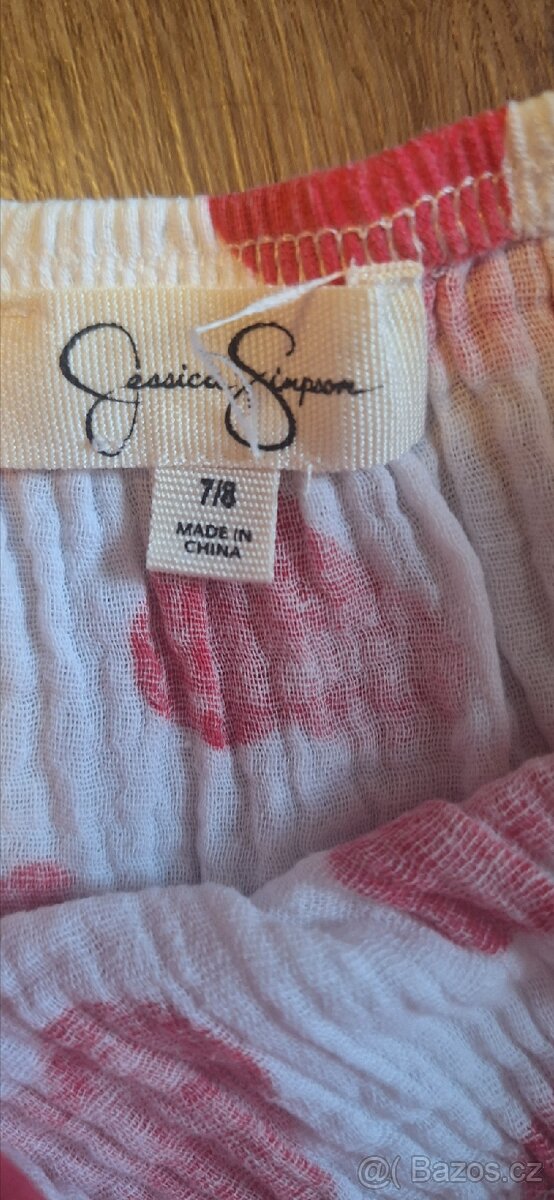 Jessica Simpson
7/8
MADE IN
CHINA
@( Bazos.cz